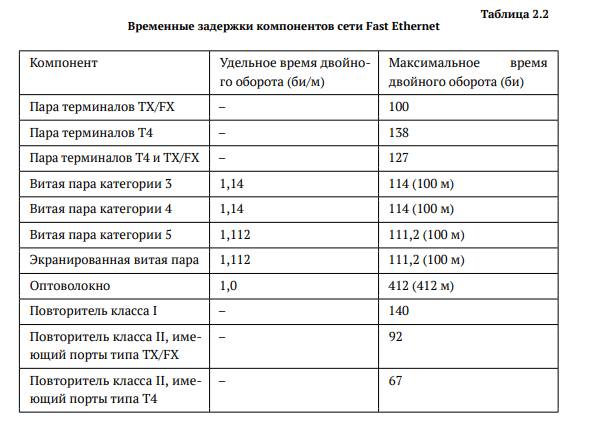 Таблица 2.2
Временные задержки компонентов сети Fast Ethernet
Компонент
Удельное время двойно-
го оборота (би/м)
Максимальное время
двойного оборота (би)
Пара терминалов TX/FX
–
100
Пара терминалов T4
–
138
Пара терминалов T4 и TX/FX
–
127
Витая пара категории 3
1,14
114 (100 м)
Витая пара категории 4
1,14
114 (100 м)
Витая пара категории 5
1,112
111,2 (100 м)
Экранированная витая пара
1,112
111,2 (100 м)
Оптоволокно
1,0
412 (412 м)
Повторитель класса I
–
140
Повторитель класса II, име-
ющий порты типа TX/FX
–
92
Повторитель класса II, име-
ющий порты типа T4
–
67